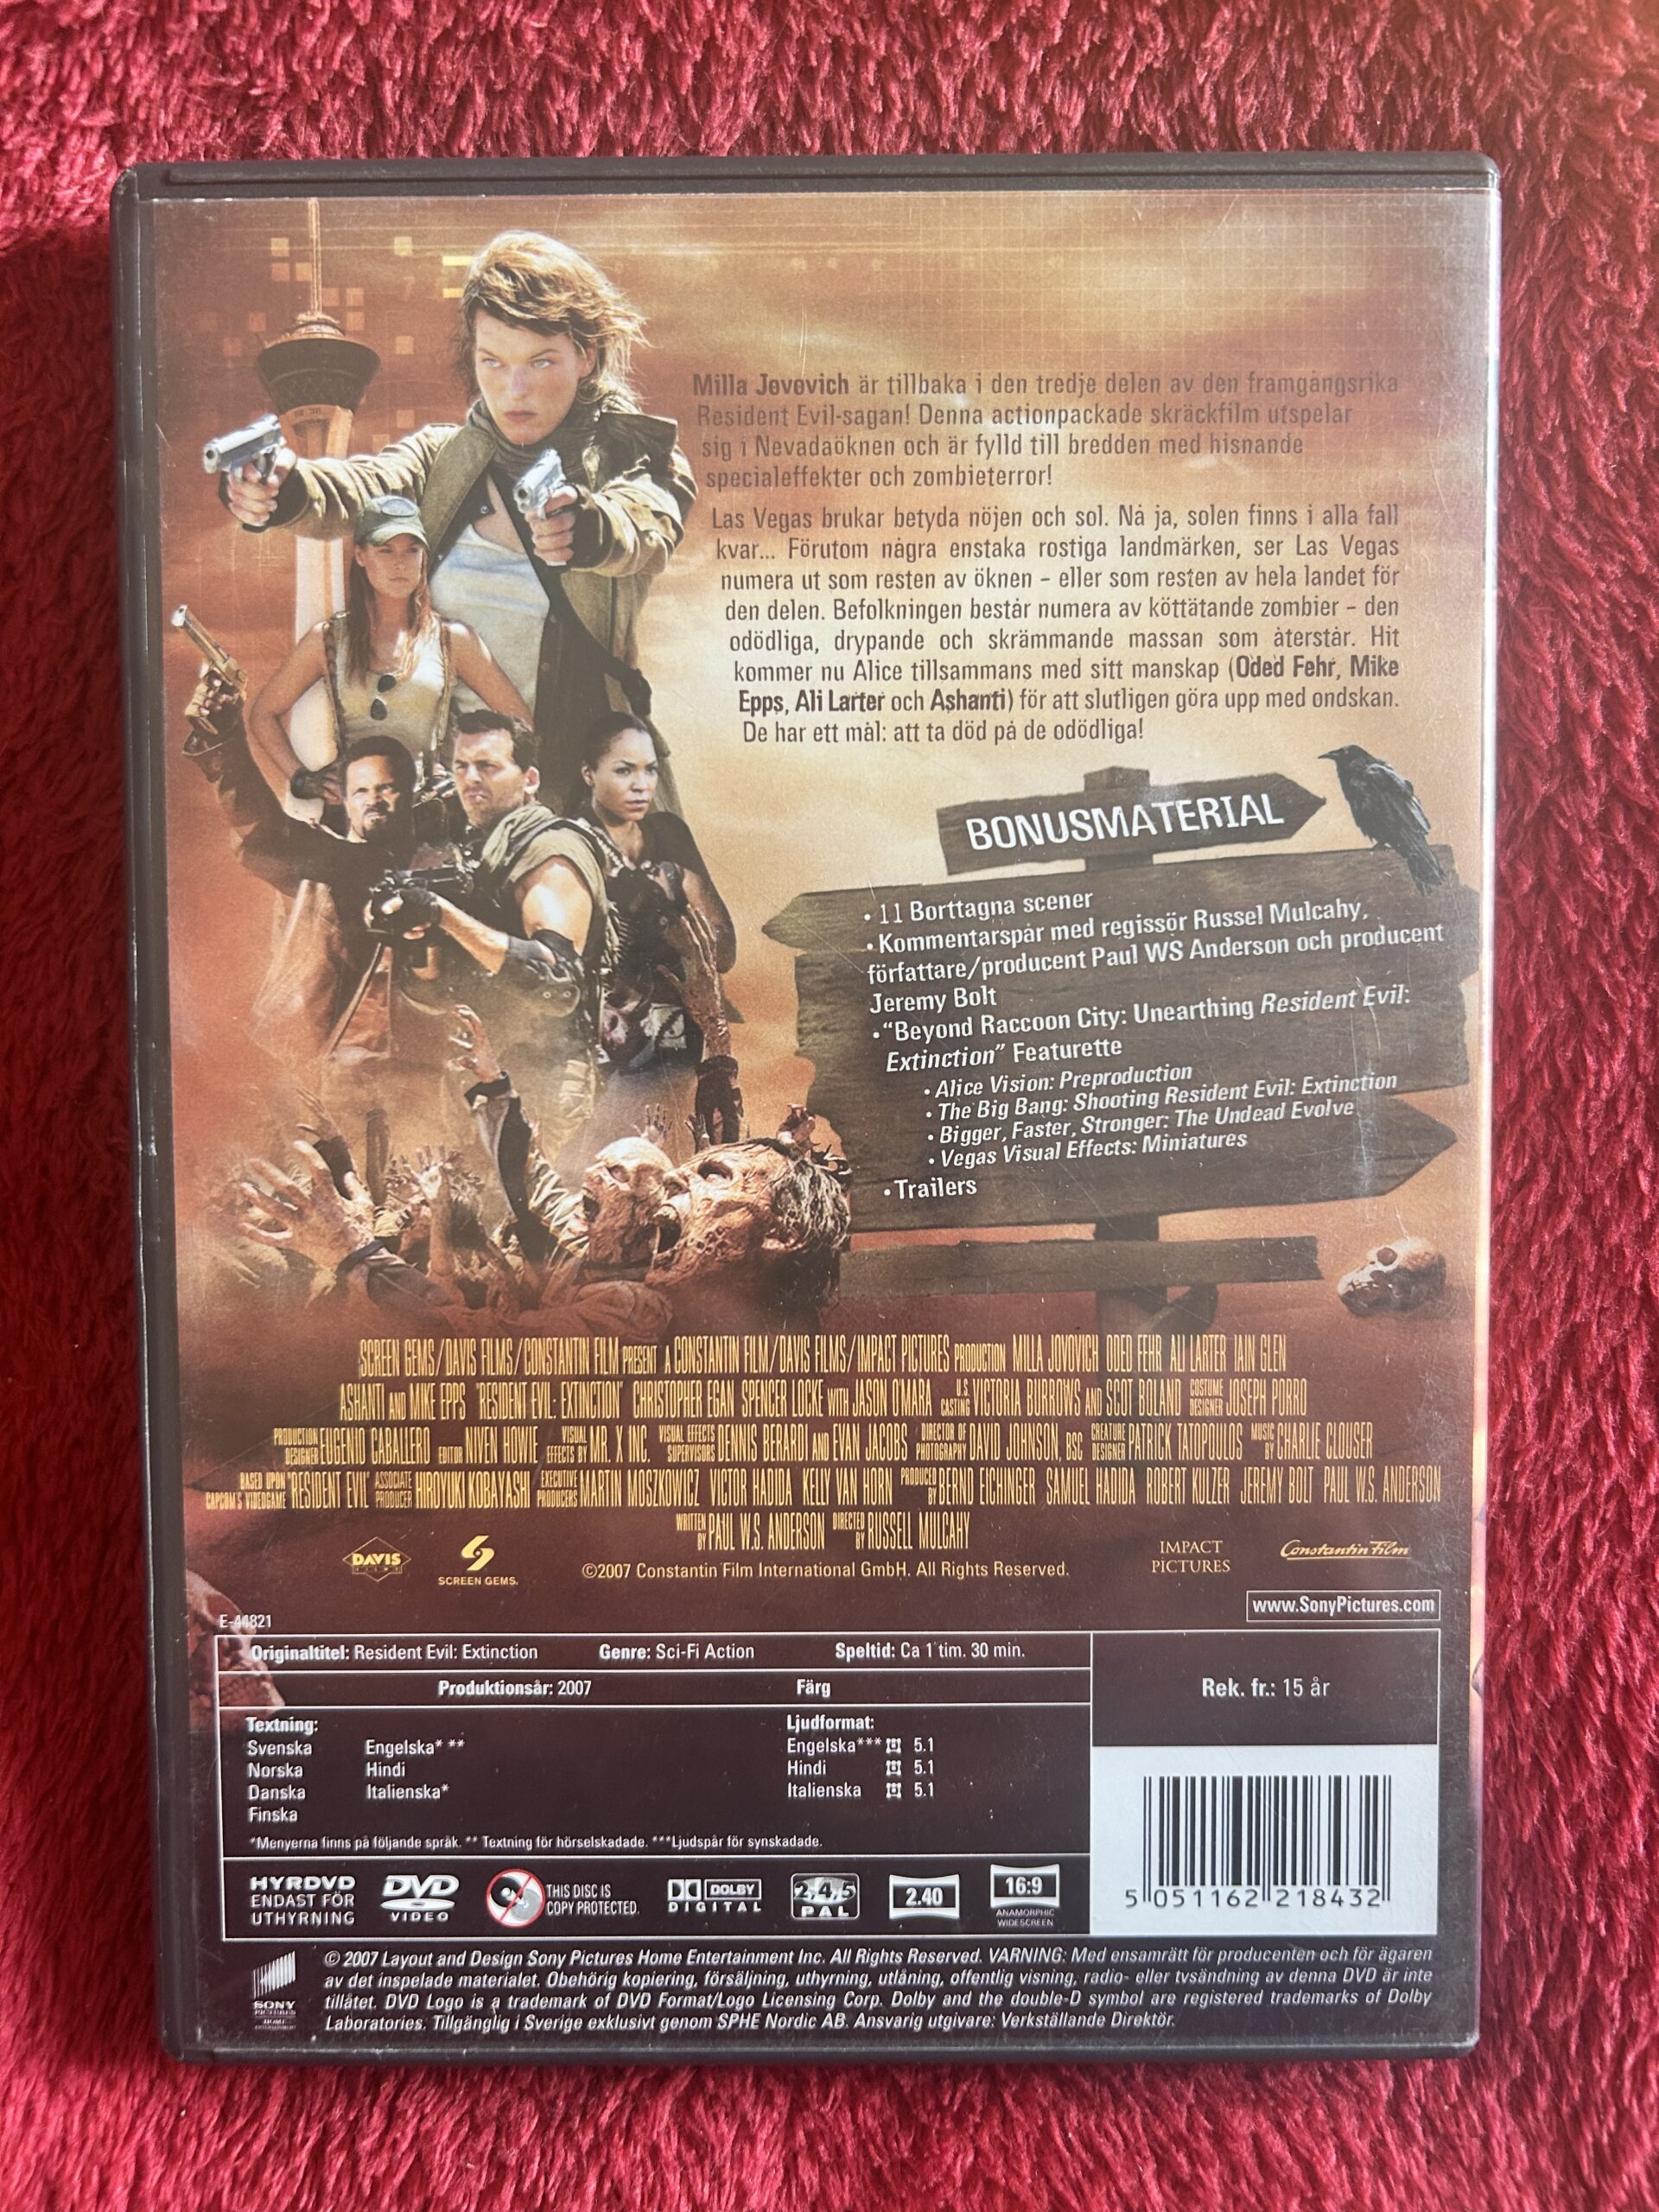 Milla Jovovich är tillbaka i den tredje delen av den framgångsrika
Resident Evil-sagan! Denna actionpackade skräckfilm utspelar
sig i Nevadaöknen och är fylld till bredden med hisnande
specialeffekter och zombieterror!
Las Vegas brukar betyda nöjen och sol. Nå ja, solen finns i alla fall
kvar... Förutom några enstaka rostiga landmärken, ser Las Vegas
numera ut som resten av öknen – eller som resten av hela landet för
den delen. Befolkningen består numera av köttätande zombier – den
odödliga, drypande och skrämmande massan som återstår. Hit
kommer nu Alice tillsammans med sitt manskap (Oded Fehr, Mike
Epps, Ali Larter och Ashanti) för att slutligen göra upp med ondskan.
De har ett mål: att ta död på de odödliga!
BONUSMATERIAL
• 11 Borttagna scener
• Kommentarspår med regissör Russel Mulcahy,
författare/producent Paul WS Anderson och producent
Jeremy Bolt
• “Beyond Raccoon City: Unearthing Resident Evil:
Extinction” Featurette
• Alice Vision: Preproduction
• The Big Bang: Shooting Resident Evil: Extinction
• Bigger, Faster, Stronger: The Undead Evolve
• Vegas Visual Effects: Miniatures
• Trailers
SCREEN GEMS/DAVIS FILMS/CONSTANTIN FILM PRESENT A CONSTANTIN FILM/DAVIS FILMS/IMPACT PICTURES PRODUCTION MILLA JOVOVICH ODED FEHR ALI LARTER IAIN GLEN
ASHANTI AND MIKE EPPS "RESIDENT EVIL: EXTINCTION" CHRISTOPHER EGAN SPENCER LOCKE WITH JASON O'MARA U.S. CASTING VICTORIA BURROWS AND SCOT BOLAND COSTUME DESIGNER JOSEPH PORRO
PRODUCTION DESIGNER EUGENIO CABALLERO EDITOR NIVEN HOWIE VISUAL EFFECTS BY MR. X INC. VISUAL EFFECTS SUPERVISORS DENNIS BERARDI AND EVAN JACOBS DIRECTOR OF PHOTOGRAPHY DAVID JOHNSON, BSC CREATURE DESIGNER PATRICK TATOPOULOS MUSIC BY CHARLIE CLOUSER
BASED UPON CAPCOM'S VIDEOGAME "RESIDENT EVIL" ASSOCIATE PRODUCER HIROYUKI KOBAYASHI EXECUTIVE PRODUCERS MARTIN MOSZKOWICZ VICTOR HADIDA KELLY VAN HORN PRODUCED BY BERND EICHINGER SAMUEL HADIDA ROBERT KULZER JEREMY BOLT PAUL W.S. ANDERSON
WRITTEN BY PAUL W.S. ANDERSON DIRECTED BY RUSSELL MULCAHY
DAVIS FILMS
SCREEN GEMS.
©2007 Constantin Film International GmbH. All Rights Reserved.
IMPACT
PICTURES
Constantin Film
www.SonyPictures.com
E-44821
Originaltitel: Resident Evil: Extinction Genre: Sci-Fi Action Speltid: Ca 1 tim. 30 min.
Produktionsår: 2007 Färg
Rek. fr.: 15 år
Textning: Ljudformat:
Svenska Engelska* ** Engelska*** 5.1
Norska Hindi Hindi 5.1
Danska Italienska* Italienska 5.1
Finska
*Menyerna finns på följande språk. ** Textning för hörselskadade. ***Ljudspår för synskadade.
HYRDVD
ENDAST FÖR
UTHYRNING
DVD
VIDEO
THIS DISC IS
COPY PROTECTED.
DOLBY
DIGITAL
2.4.5
PAL
2.40
16:9
ANAMORPHIC
WIDESCREEN
5 051162 218432
SONY
PICTURES
HOME
ENTERTAINMENT
© 2007 Layout and Design Sony Pictures Home Entertainment Inc. All Rights Reserved. VARNING: Med ensamrätt för producenten och för ägaren
av det inspelade materialet. Obehörig kopiering, försäljning, uthyrning, utlåning, offentlig visning, radio- eller tvsändning av denna DVD är inte
tillåtet. DVD Logo is a trademark of DVD Format/Logo Licensing Corp. Dolby and the double-D symbol are registered trademarks of Dolby
Laboratories. Tillgänglig i Sverige exklusivt genom SPHE Nordic AB. Ansvarig utgivare: Verkställande Direktör.